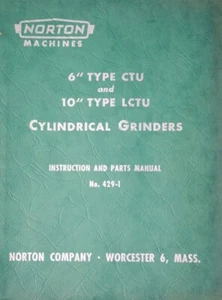 NORTON
MACHINES
6" TYPE CTU
and
10" TYPE LCTU
CYLINDRICAL GRINDERS
INSTRUCTION AND PARTS MANUAL
No. 429-1
NORTON COMPANY - WORCESTER 6, MASS.